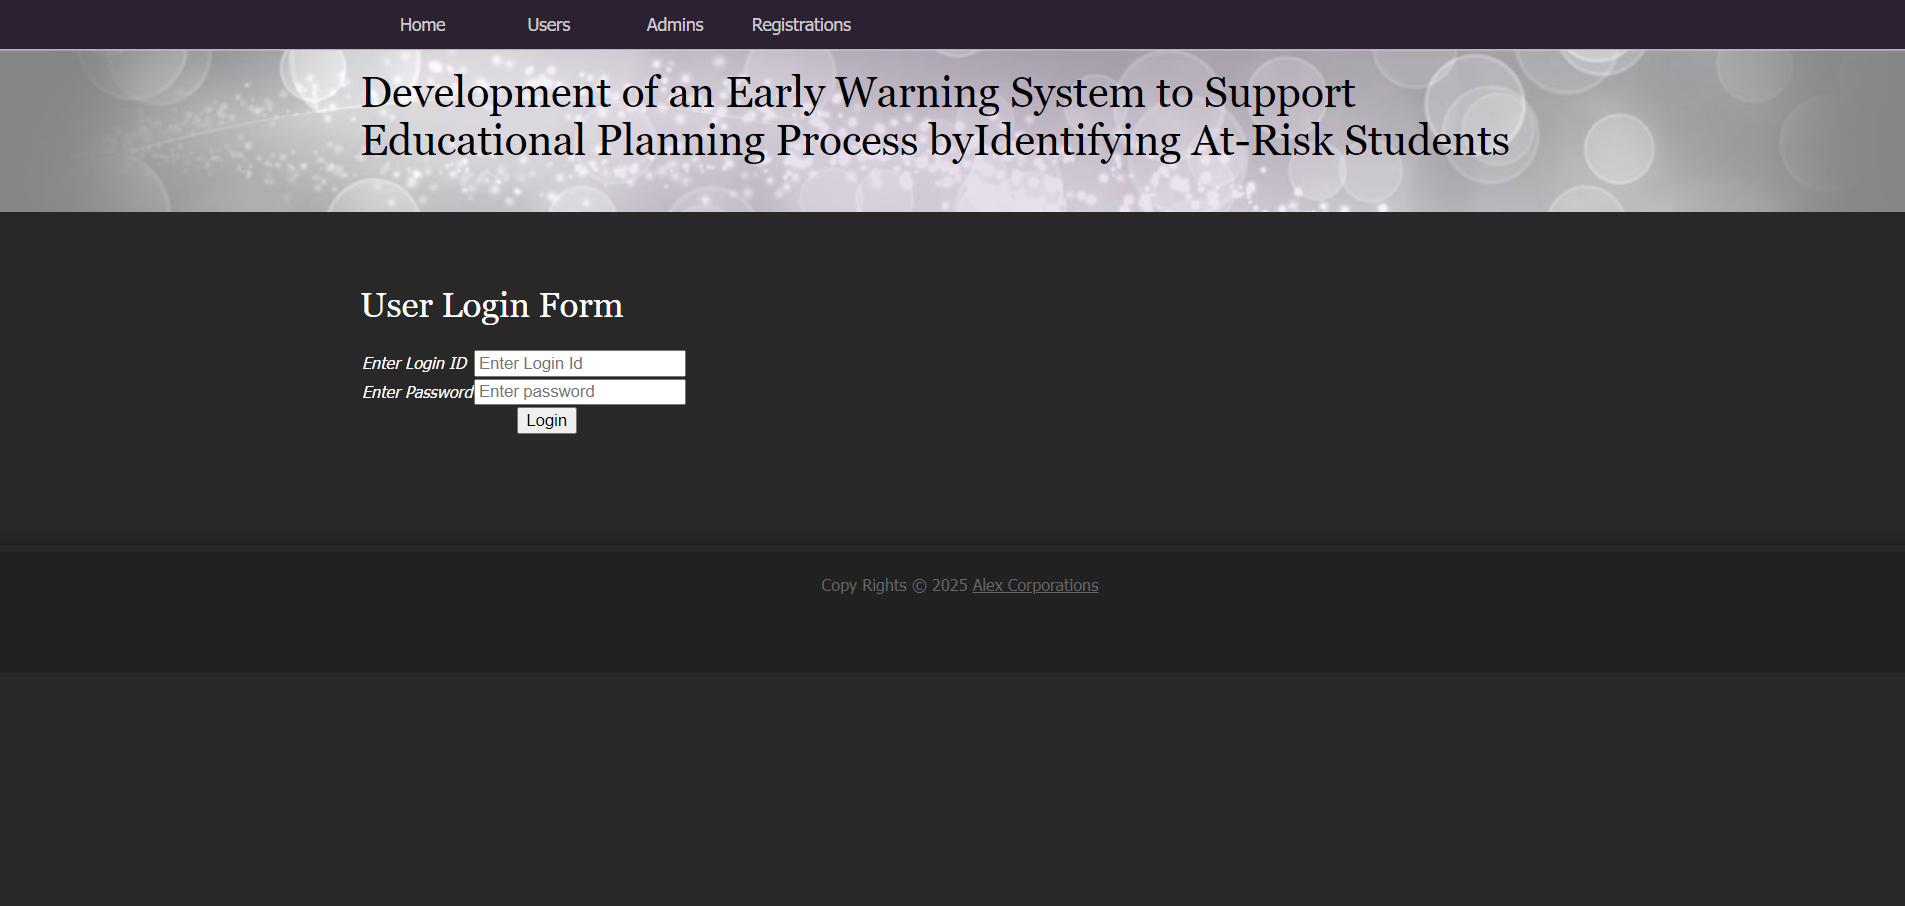 Home Users Admins Registrations
Development of an Early Warning System to Support
Educational Planning Process byIdentifying At-Risk Students
User Login Form
Enter Login ID Enter Login Id
Enter Password Enter password
Login
Copy Rights © 2025 Alex Corporations